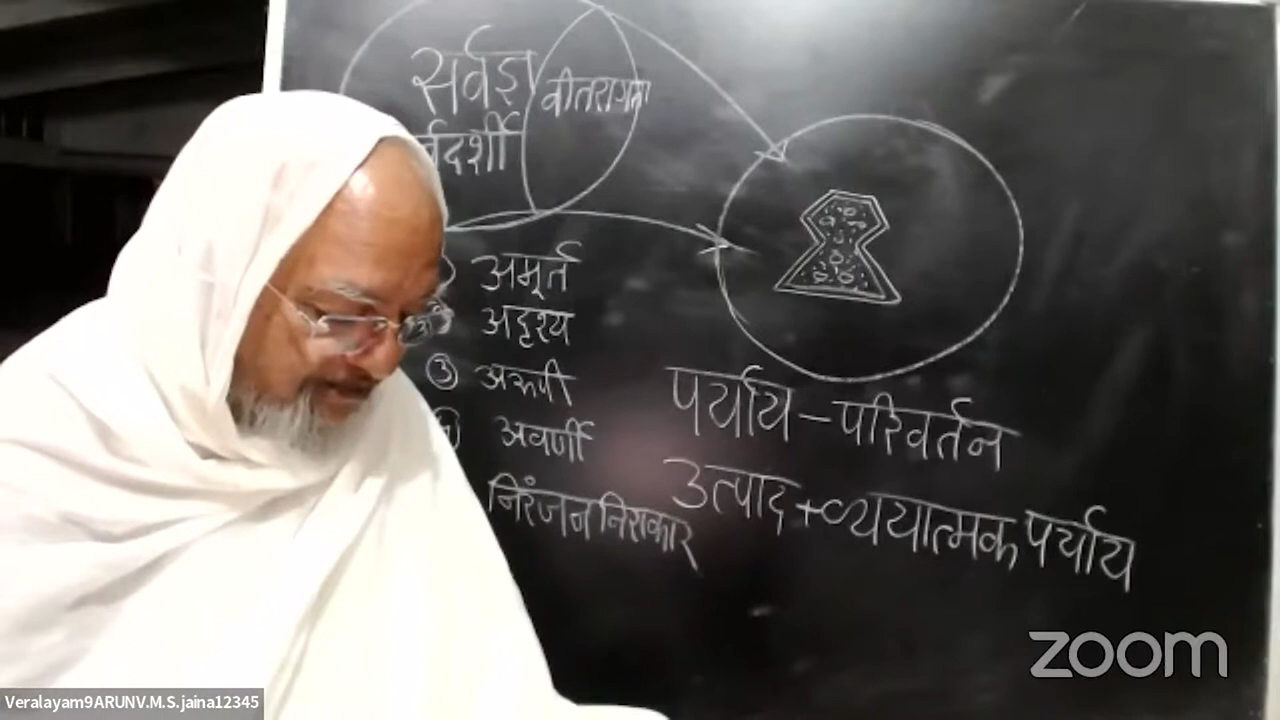 सर्वज्ञ
वीतरागता
र्वदर्शी
अमूर्त
अदृश्य
③ अरूपी
अवर्णी
निरंजन निराकार
पर्याय - परिवर्तन
उत्पाद + व्ययात्मक पर्याय
zoom
Veralayam9ARUNV.M.S.jaina12345